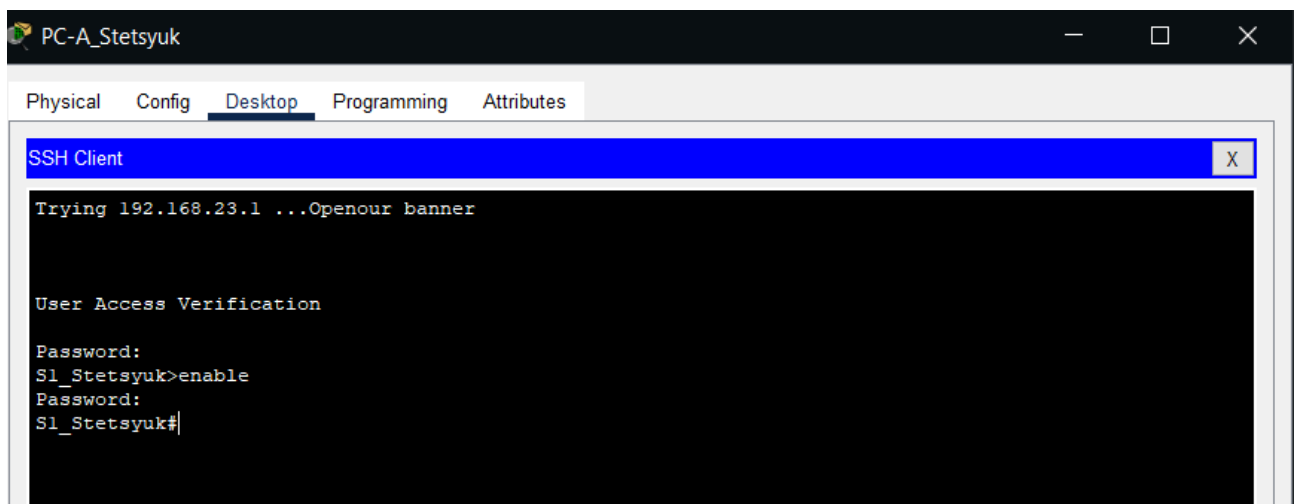 PC-A_Stetsyuk
Physical Config Desktop Programming Attributes
SSH Client X
Trying 192.168.23.1 ...Openour banner
User Access Verification
Password:
S1_Stetsyuk>enable
Password:
S1_Stetsyuk#